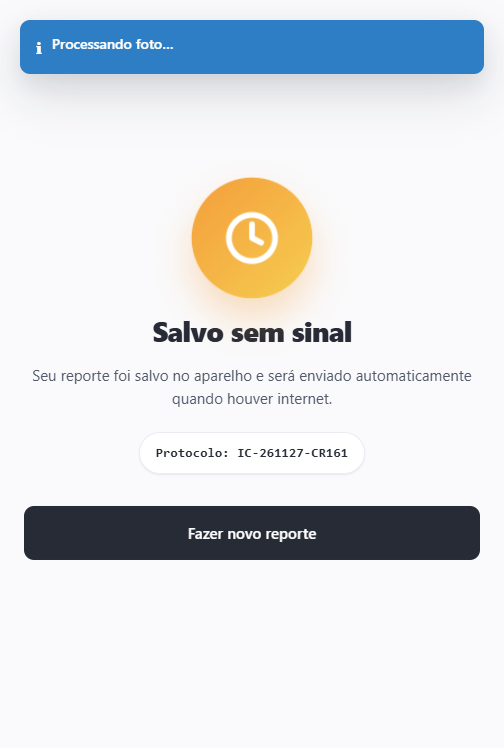 Processando foto...
Salvo sem sinal
Seu reporte foi salvo no aparelho e será enviado automaticamente
quando houver internet.
Protocolo: IC-261127-CR161
Fazer novo reporte